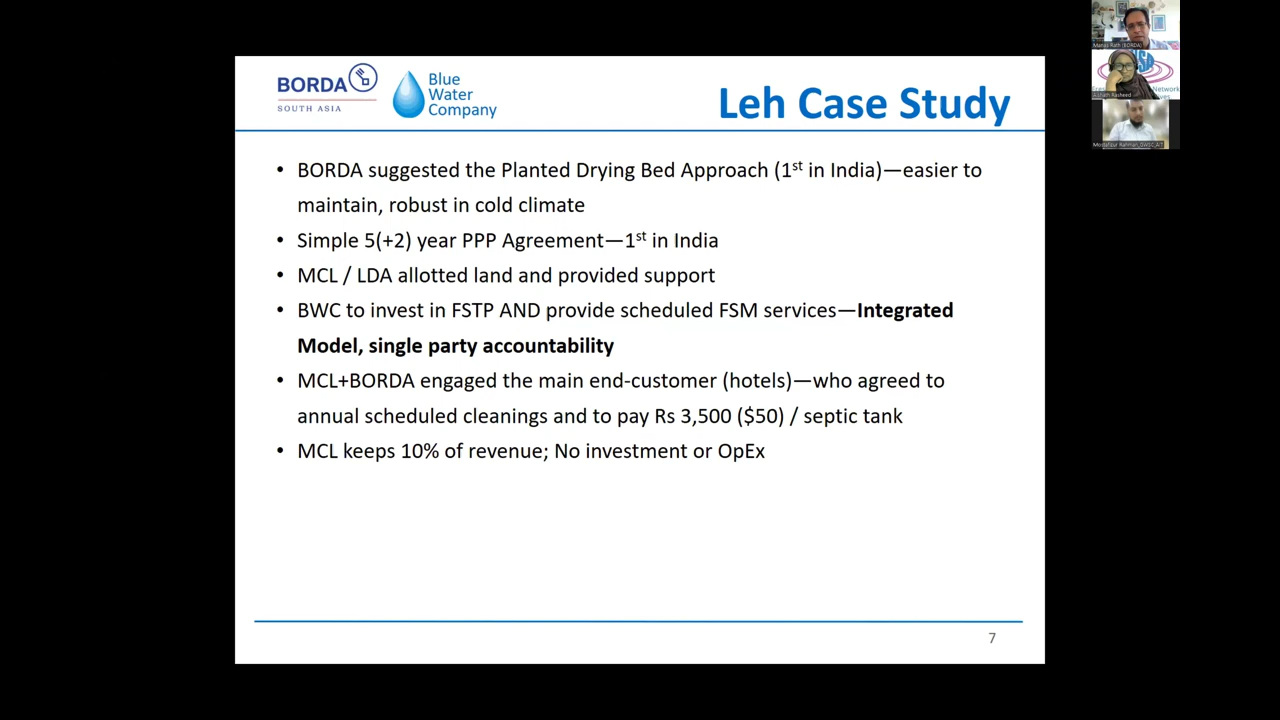 BORDA
SOUTH ASIA
Blue
Water
Company
Leh Case Study
• BORDA suggested the Planted Drying Bed Approach (1st in India)—easier to
maintain, robust in cold climate
• Simple 5(+2) year PPP Agreement—1st in India
• MCL / LDA allotted land and provided support
• BWC to invest in FSTP AND provide scheduled FSM services—Integrated
Model, single party accountability
• MCL+BORDA engaged the main end-customer (hotels)—who agreed to
annual scheduled cleanings and to pay Rs 3,500 ($50) / septic tank
• MCL keeps 10% of revenue; No investment or OpEx
7
(BORDA)
Rasheed
Network
Rahman